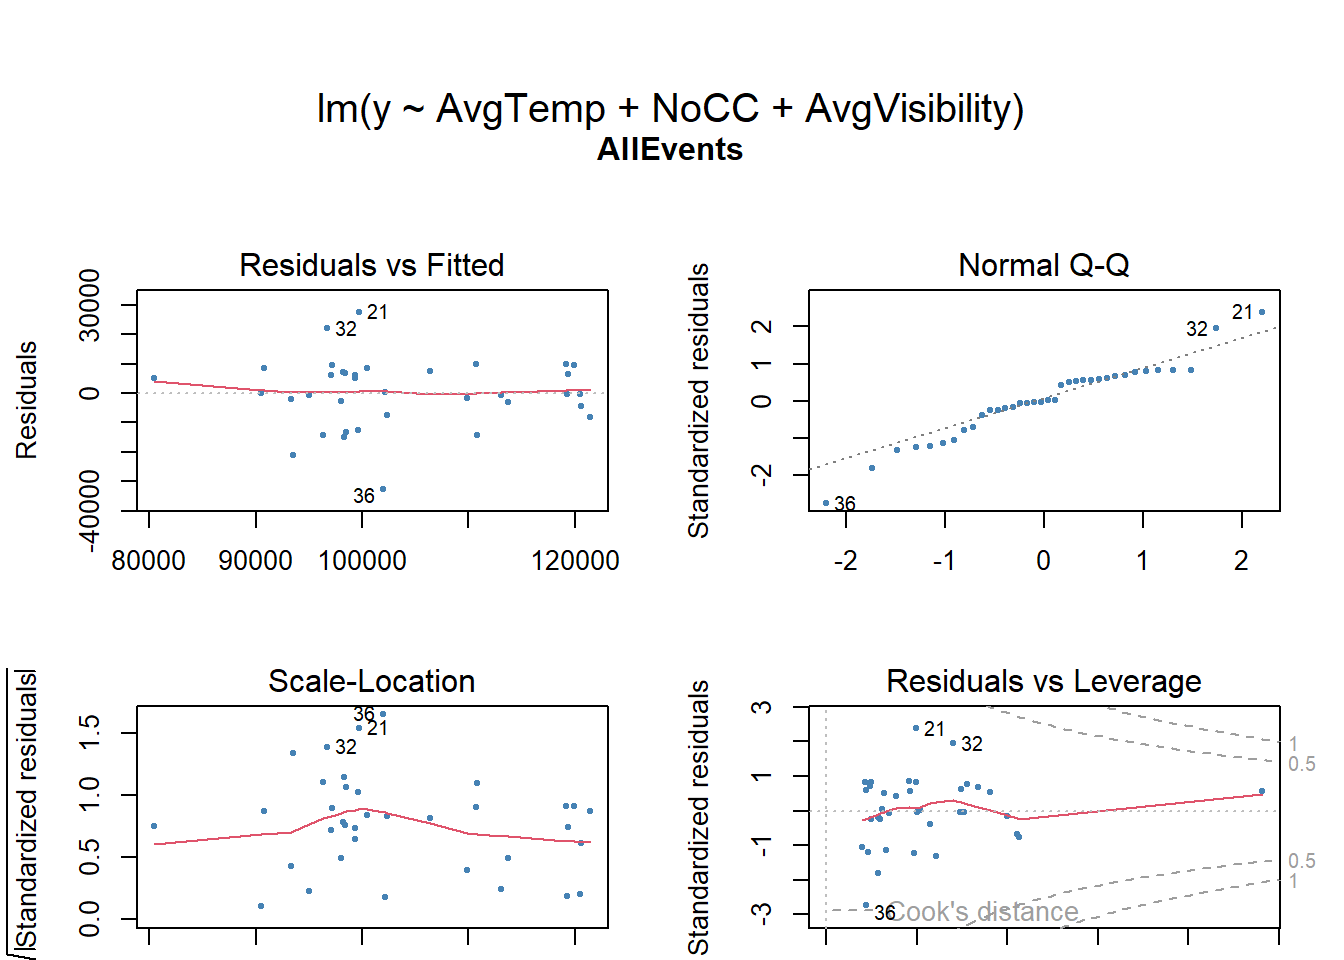 lm(y ~ AvgTemp + NoCC + AvgVisibility)
AllEvents
Residuals vs Fitted
Residuals
30000
0
-40000
21
32
36
80000 90000 100000 120000
Normal Q-Q
Standardized residuals
2
1
0
-2
21
32
36
-2 -1 0 1 2
Scale-Location
√|Standardized residuals|
1.5
1.0
0.5
0.0
36
21
32
Residuals vs Leverage
Standardized residuals
3
1
-1
-3
21
32
36
Cook's distance
1
0.5
0.5
1